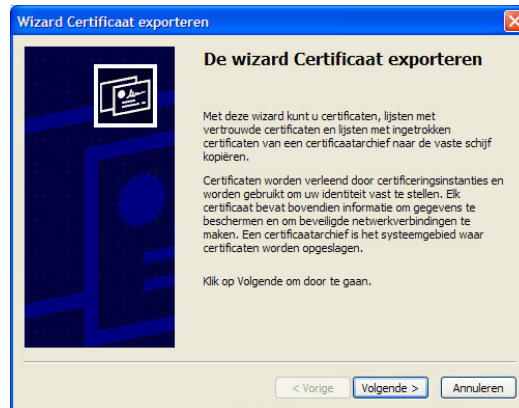 Wizard Certificaat exporteren
De wizard Certificaat exporteren
Met deze wizard kunt u certificaten, lijsten met
vertrouwde certificaten en lijsten met ingetrokken
certificaten van een certificaatarchief naar de vaste schijf
kopiëren.
Certificaten worden verleend door certificeringsinstanties en
worden gebruikt om uw identiteit vast te stellen. Elk
certificaat bevat bovendien informatie om gegevens te
beschermen en om beveiligde netwerkverbindingen te
maken. Een certificaatarchief is het systeemgebied waar
certificaten worden opgeslagen.
Klik op Volgende om door te gaan.
< Vorige Volgende > Annuleren